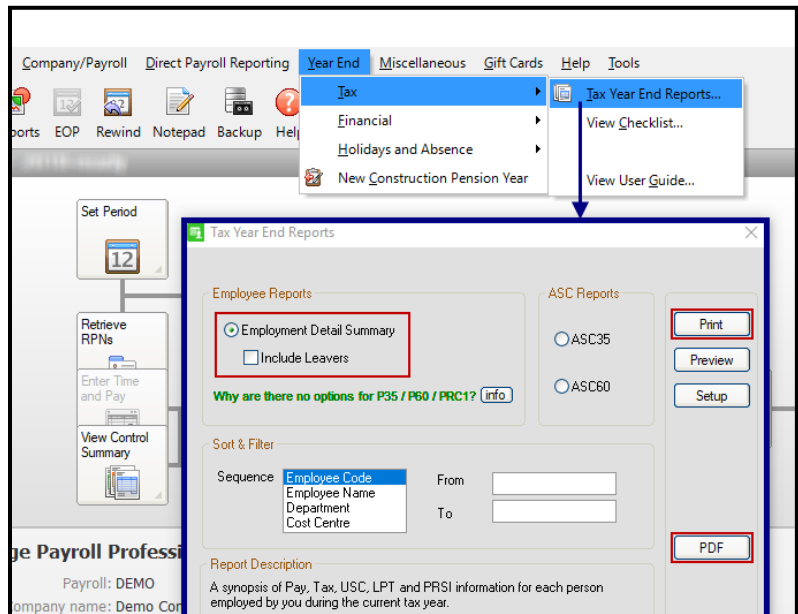 Company/Payroll Direct Payroll Reporting Year End Miscellaneous Gift Cards Help Tools
EOP Rewind Notepad Backup
Tax
Financial
Holidays and Absence
New Construction Pension Year
Tax Year End Reports...
View Checklist...
View User Guide...
Set Period
12
Retrieve
RPNs
Enter Time
and Pay
View Control
Summary
Tax Year End Reports
Employee Reports
Employment Detail Summary
Include Leavers
Why are there no options for P35 / P60 / PRC1? info
ASC Reports
ASC35
ASC60
Print
Preview
Setup
Sort & Filter
Sequence
Employee Code
Employee Name
Department
Cost Centre
From
To
PDF
Report Description
A synopsis of Pay, Tax, USC, LPT and PRSI information for each person
employed by you during the current tax year.
Payroll Professi
Payroll: DEMO
name: Demo